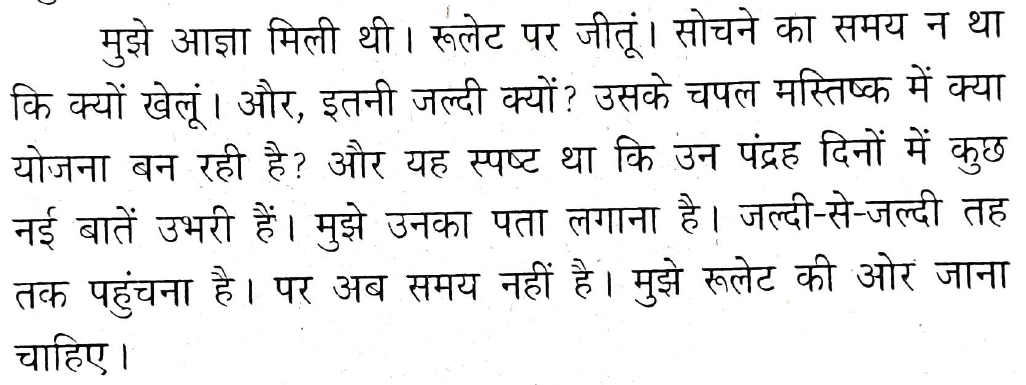 मुझे आज्ञा मिली थी। रूलेट पर जीतूं। सोचने का समय न था
कि क्यों खेलूं। और, इतनी जल्दी क्यों? उसके चपल मस्तिष्क में क्या
योजना बन रही है? और यह स्पष्ट था कि उन पंद्रह दिनों में कुछ
नई बातें उभरी हैं। मुझे उनका पता लगाना है। जल्दी-से-जल्दी तह
तक पहुंचना है। पर अब समय नहीं है। मुझे रूलेट की ओर जाना
चाहिए।